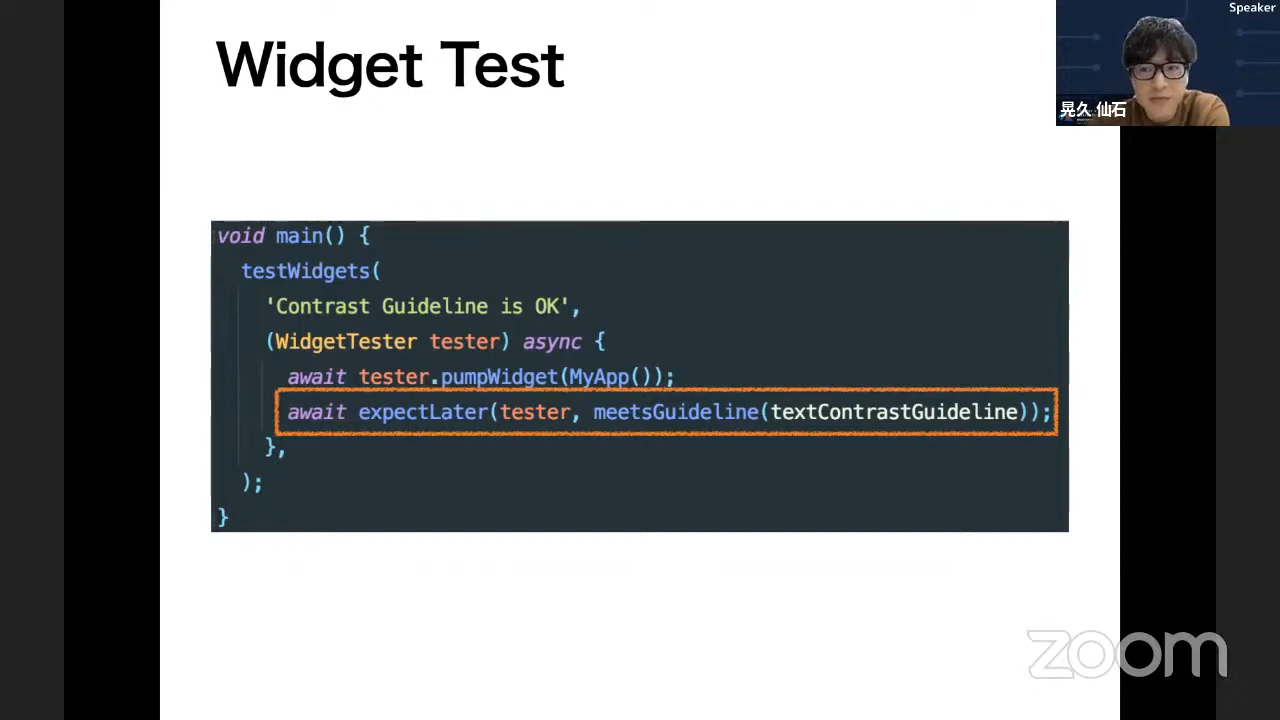 Widget Test
Speaker
晃久 仙石
void main() {
testWidgets(
'Contrast Guideline is OK',
(WidgetTester tester) async {
await tester.pumpWidget(MyApp());
await expectLater(tester, meetsGuideline(textContrastGuideline));
},
);
}
zoom